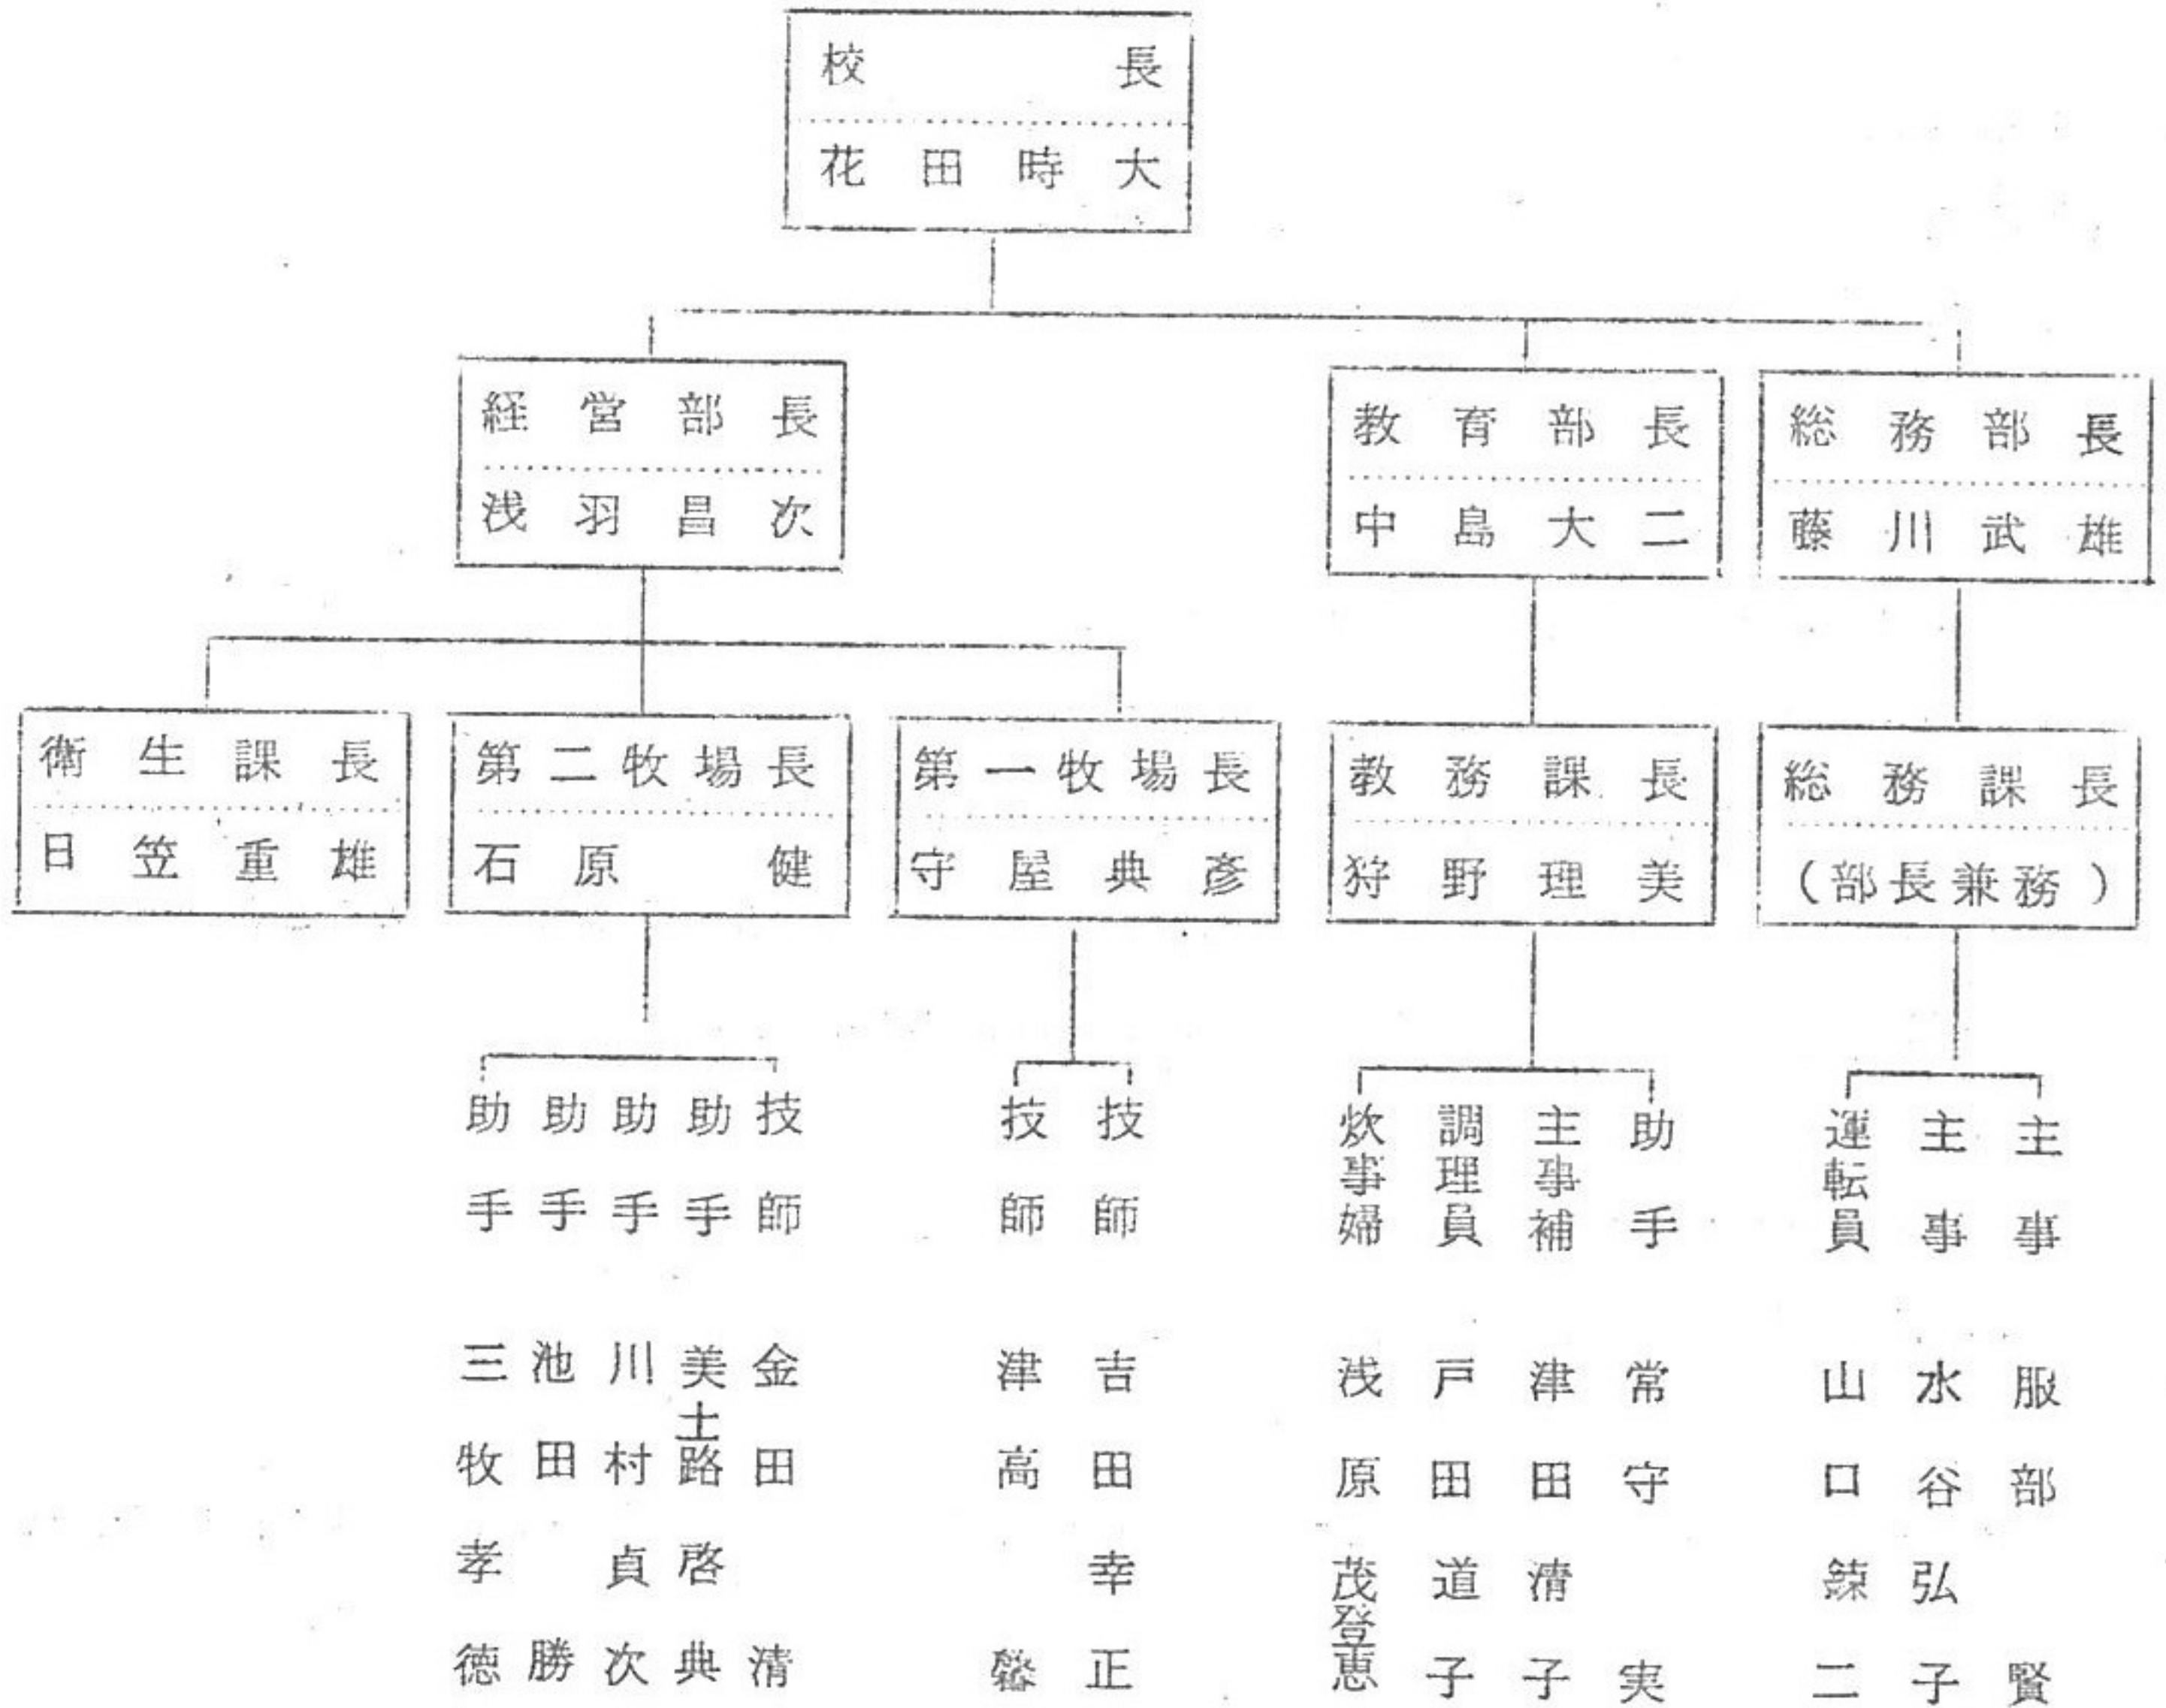 校長
花田時大
経営部長
浅羽昌次
教育部長
中島大二
総務部長
藤川武雄
衛生課長
日笠重雄
第二牧場長
石原健
第一牧場長
守屋典彦
教務課長
狩野理美
総務課長
(部長兼務)
主事 服部賢
主事 水谷弘子
運転員 山口錬二
助手 常守実
主事補 津田清子
調理員 戸田道子
炊事婦 浅原茂登恵
技師 吉田幸正
技師 津高
技師 金田清
助手 美土路啓典
助手 川村貞次
助手 池田勝
助手 三牧孝徳